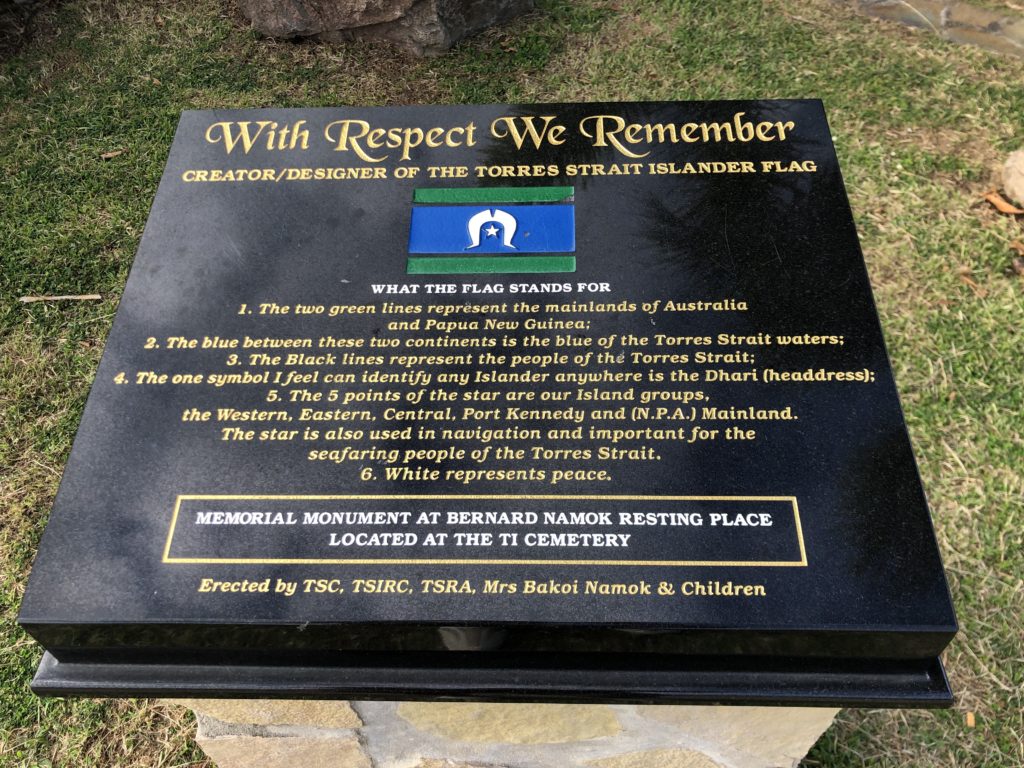 With Respect We Remember
CREATOR/DESIGNER OF THE TORRES STRAIT ISLANDER FLAG
WHAT THE FLAG STANDS FOR
1. The two green lines represent the mainlands of Australia
and Papua New Guinea;
2. The blue between these two continents is the blue of the Torres Strait waters;
3. The Black lines represent the people of the Torres Strait;
4. The one symbol I feel can identify any Islander anywhere is the Dhari (headdress);
5. The 5 points of the star are our Island groups,
the Western, Eastern, Central, Port Kennedy and (N.P.A.) Mainland.
The star is also used in navigation and important for the
seafaring people of the Torres Strait.
6. White represents peace.
MEMORIAL MONUMENT AT BERNARD NAMOK RESTING PLACE
LOCATED AT THE TI CEMETERY
Erected by TSC, TSIRC, TSRA, Mrs Bakoi Namok & Children